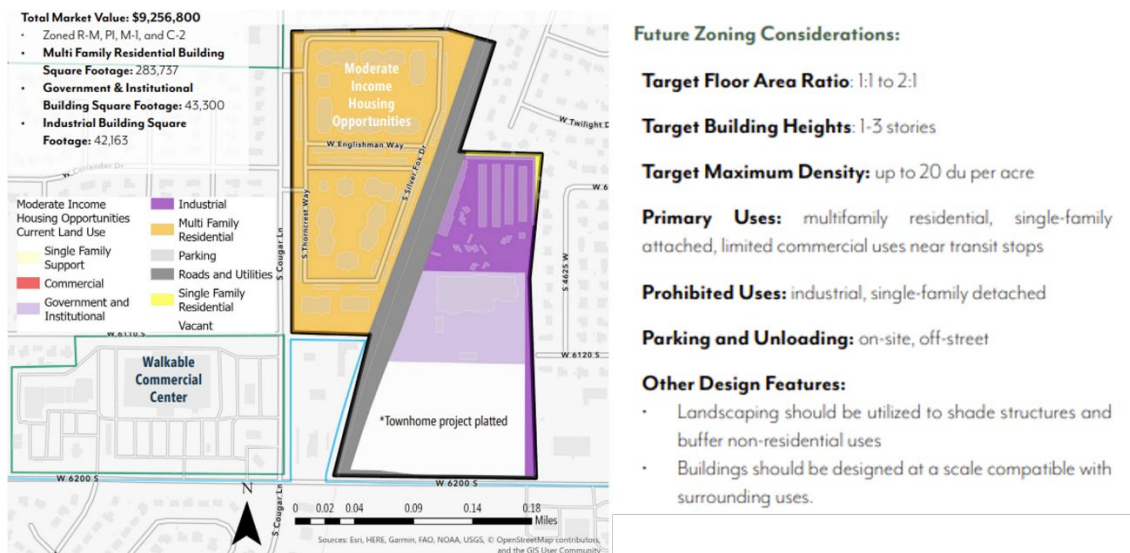 Total Market Value: $9,256,800
• Zoned R-M, PI, M-1, and C-2
• Multi Family Residential Building
Square Footage: 283,737
• Government & Institutional
Building Square Footage: 43,300
• Industrial Building Square
Footage: 42,163
Moderate
Income
Housing
Opportunities
W Twilight D
W Englishman Way
S Silver Fox Dr
S Thorncrest Way
S Cougar Ln
W Coriander Dr
W 6
S 4625 W
Moderate Income
Housing Opportunities
Current Land Use
Single Family
Support
Commercial
Government and
Institutional
Industrial
Multi Family
Residential
Parking
Roads and Utilities
Single Family
Residential
Vacant
W 6110 S
W 6120 S
Walkable
Commercial
Center
*Townhome project platted
W 6200 S
W 6200 S
S Cougar Ln
N
0 0.02 0.04 0.09 0.14 0.18
Miles
Sources: Esri, HERE, Garmin, FAO, NOAA, USGS, © OpenStreetMap contributors,
and the GIS User Community
Future Zoning Considerations:
Target Floor Area Ratio: 1:1 to 2:1
Target Building Heights: 1-3 stories
Target Maximum Density: up to 20 du per acre
Primary Uses: multifamily residential, single-family
attached, limited commercial uses near transit stops
Prohibited Uses: industrial, single-family detached
Parking and Unloading: on-site, off-street
Other Design Features:
• Landscaping should be utilized to shade structures and
buffer non-residential uses
• Buildings should be designed at a scale compatible with
surrounding uses.